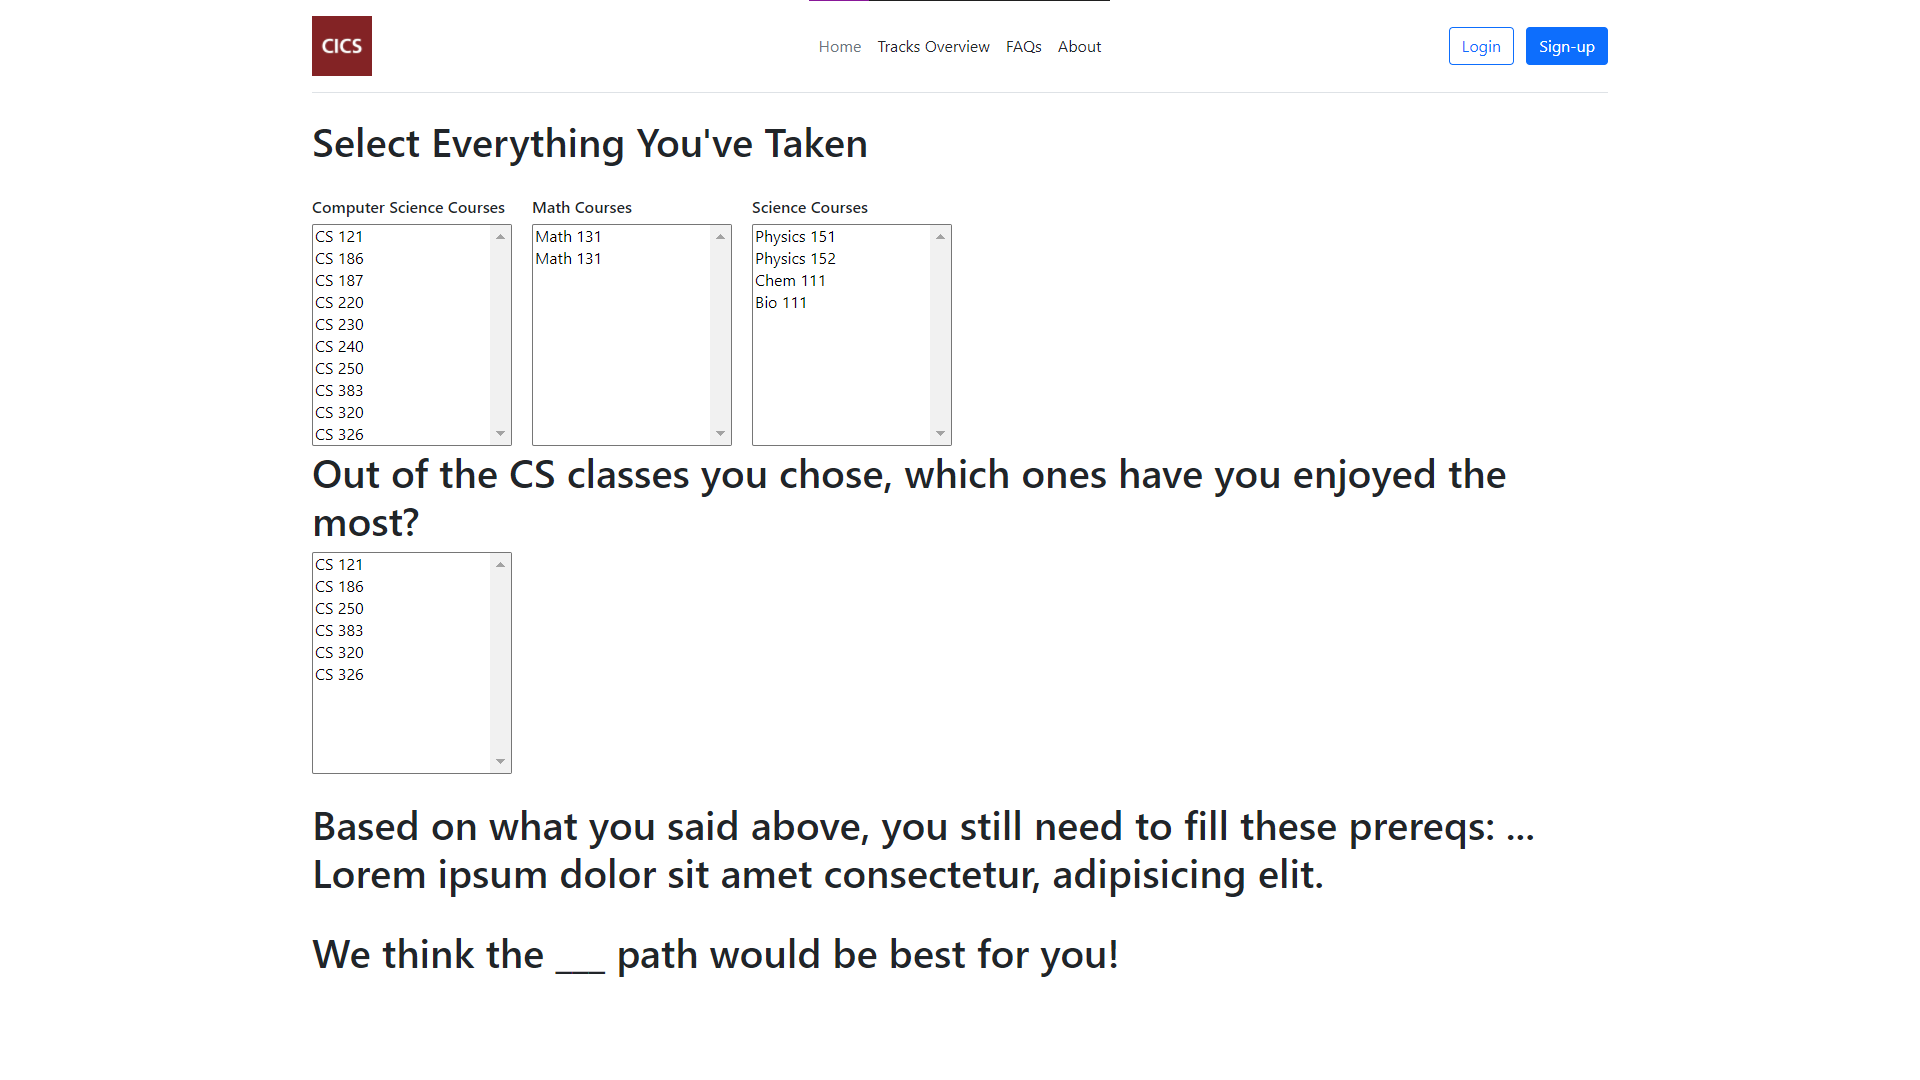 CICS
Home Tracks Overview FAQs About
Login Sign-up
Select Everything You've Taken
Computer Science Courses
CS 121
CS 186
CS 187
CS 220
CS 230
CS 240
CS 250
CS 383
CS 320
CS 326
Math Courses
Math 131
Math 131
Science Courses
Physics 151
Physics 152
Chem 111
Bio 111
Out of the CS classes you chose, which ones have you enjoyed the
most?
CS 121
CS 186
CS 250
CS 383
CS 320
CS 326
Based on what you said above, you still need to fill these prereqs: ...
Lorem ipsum dolor sit amet consectetur, adipisicing elit.
We think the ___ path would be best for you!